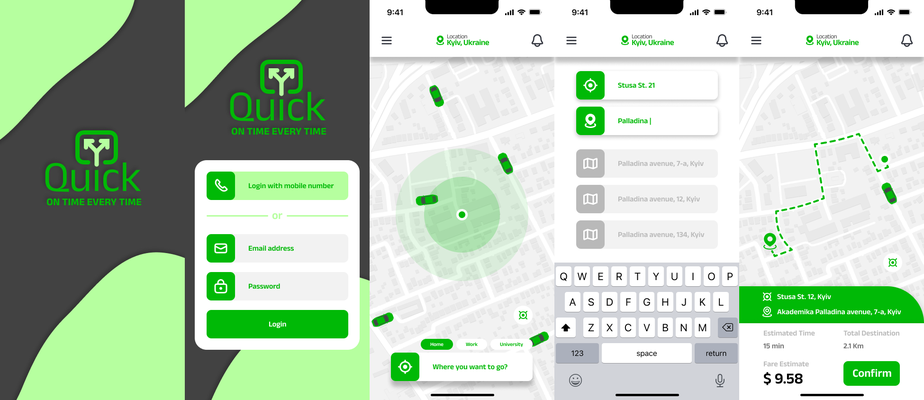 Quick
ON TIME EVERY TIME
Quick
ON TIME EVERY TIME
Login with mobile number
or
Email address
Password
Login
9:41
Location
Kyiv, Ukraine
Home
Work
University
Where you want to go?
9:41
Location
Kyiv, Ukraine
Stusa St. 21
Palladina |
Palladina avenue, 7-a, Kyiv
Palladina avenue, 12, Kyiv
Palladina avenue, 134, Kyiv
Q W E R T Y U I O P
A S D F G H J K L
Z X C V B N M
123 space return
9:41
Location
Kyiv, Ukraine
Stusa St. 12, Kyiv
Akademika Palladina avenue, 7-a, Kyiv
Estimated Time
15 min
Total Destination
2.1 Km
Fare Estimate
$ 9.58
Confirm